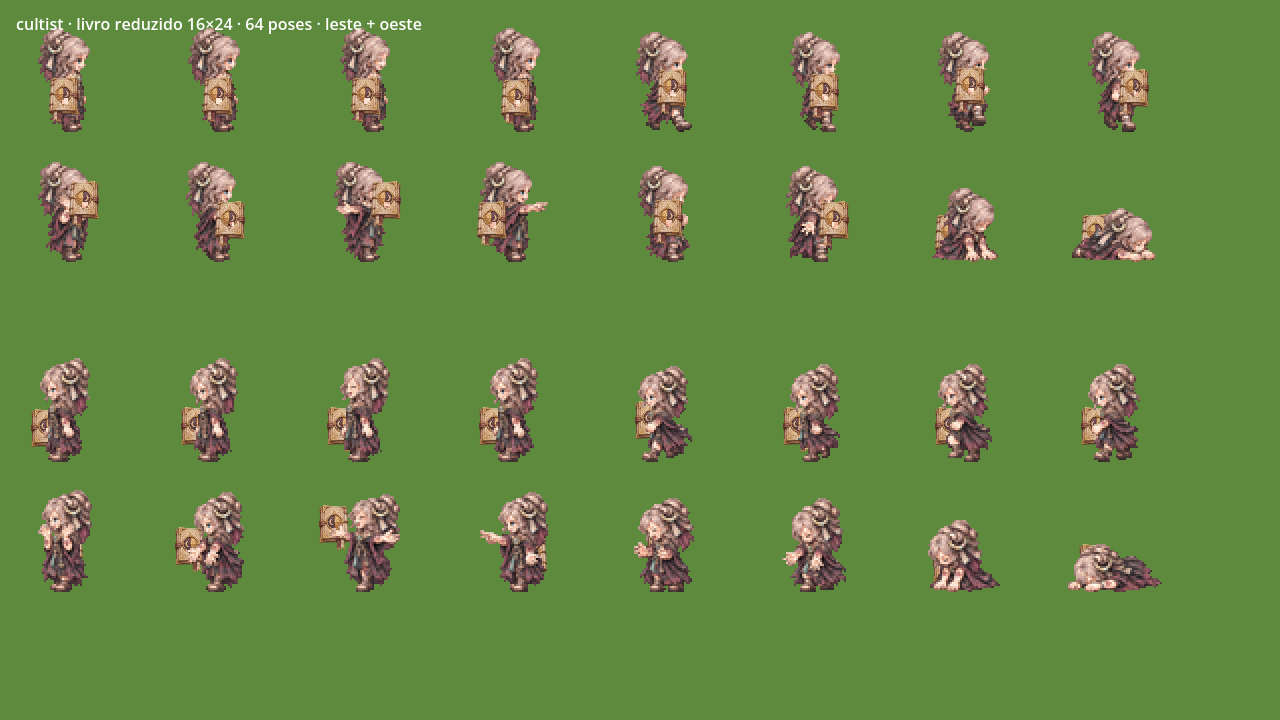 cultist · livro reduzido 16×24 · 64 poses · leste + oeste